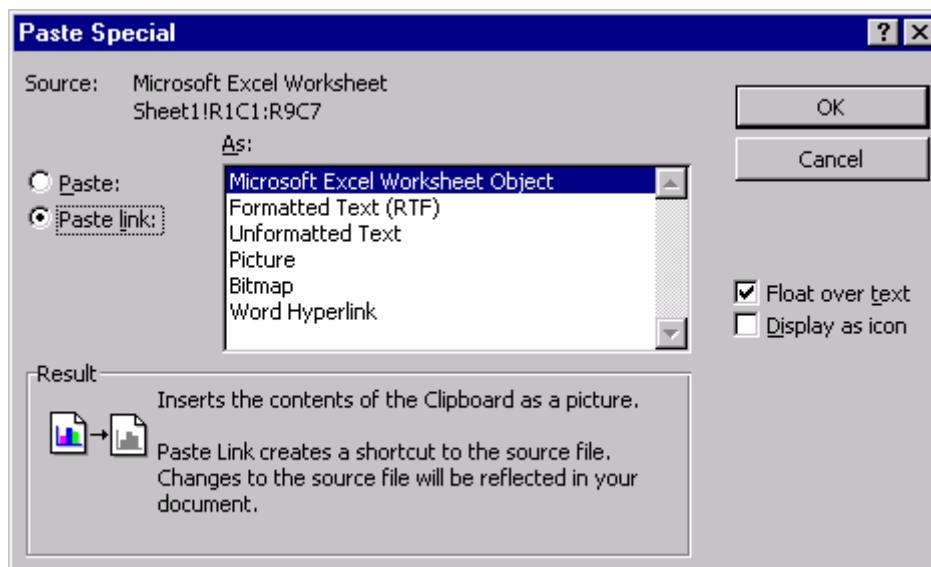 Paste Special
Source: Microsoft Excel Worksheet
Sheet1!R1C1:R9C7
OK
Cancel
As:
Paste:
Paste link:
Microsoft Excel Worksheet Object
Formatted Text (RTF)
Unformatted Text
Picture
Bitmap
Word Hyperlink
Float over text
Display as icon
Result
Inserts the contents of the Clipboard as a picture.
Paste Link creates a shortcut to the source file.
Changes to the source file will be reflected in your
document.